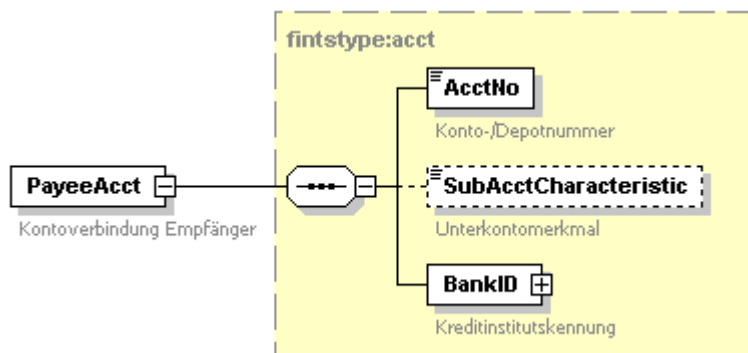 fintstype:acct
AcctNo
Konto-/Depotnummer
PayeeAcct
Kontoverbindung Empfänger
SubAcctCharacteristic
Unterkontomerkmal
BankID
Kreditinstitutskennung